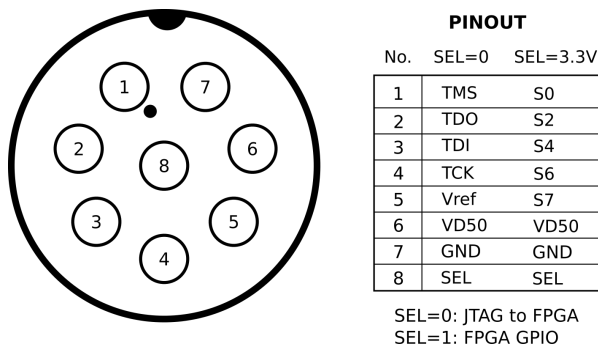 PINOUT
No. SEL=0 SEL=3.3V
1 TMS S0
2 TDO S2
3 TDI S4
4 TCK S6
5 Vref S7
6 VD50 VD50
7 GND GND
8 SEL SEL
SEL=0: JTAG to FPGA
SEL=1: FPGA GPIO
1 7
2 6
8
3 5
4